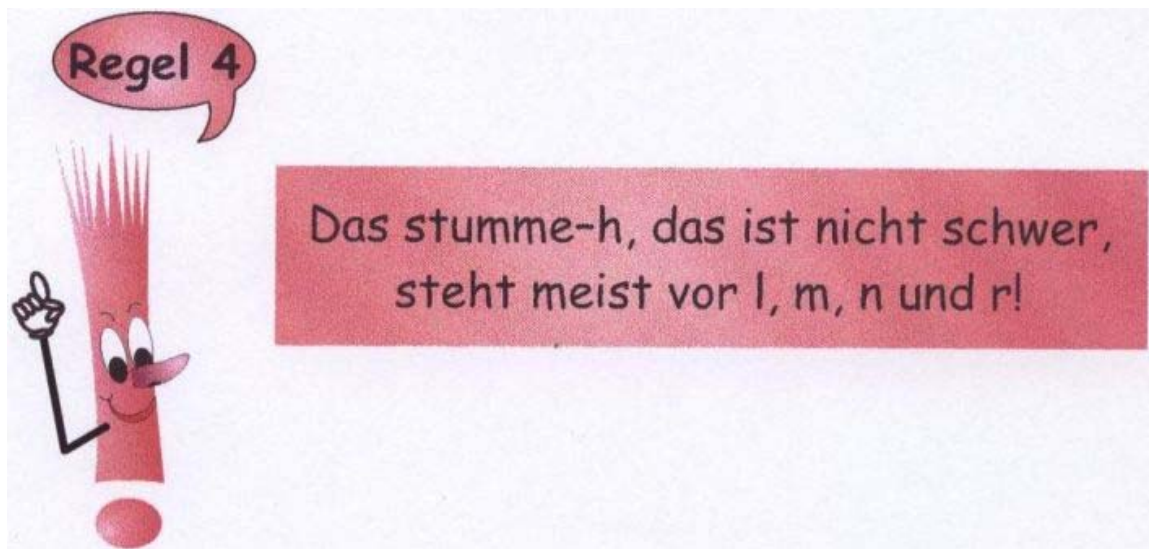 Regel 4
Das stumme-h, das ist nicht schwer,
steht meist vor l, m, n und r!